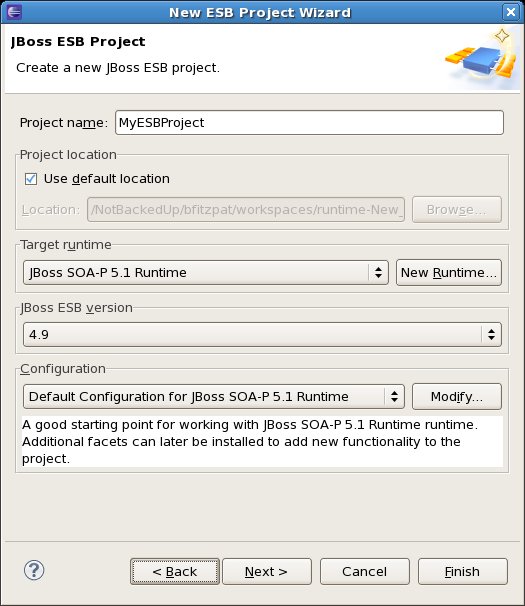 New ESB Project Wizard
JBoss ESB Project
Create a new JBoss ESB project.
Project name: MyESBProject
Project location
Use default location
Location: /NotBackedUp/bfitzpat/workspaces/runtime-New_ Browse...
Target runtime
JBoss SOA-P 5.1 Runtime New Runtime...
JBoss ESB version
4.9
Configuration
Default Configuration for JBoss SOA-P 5.1 Runtime Modify...
A good starting point for working with JBoss SOA-P 5.1 Runtime runtime.
Additional facets can later be installed to add new functionality to the
project.
? < Back Next > Cancel Finish